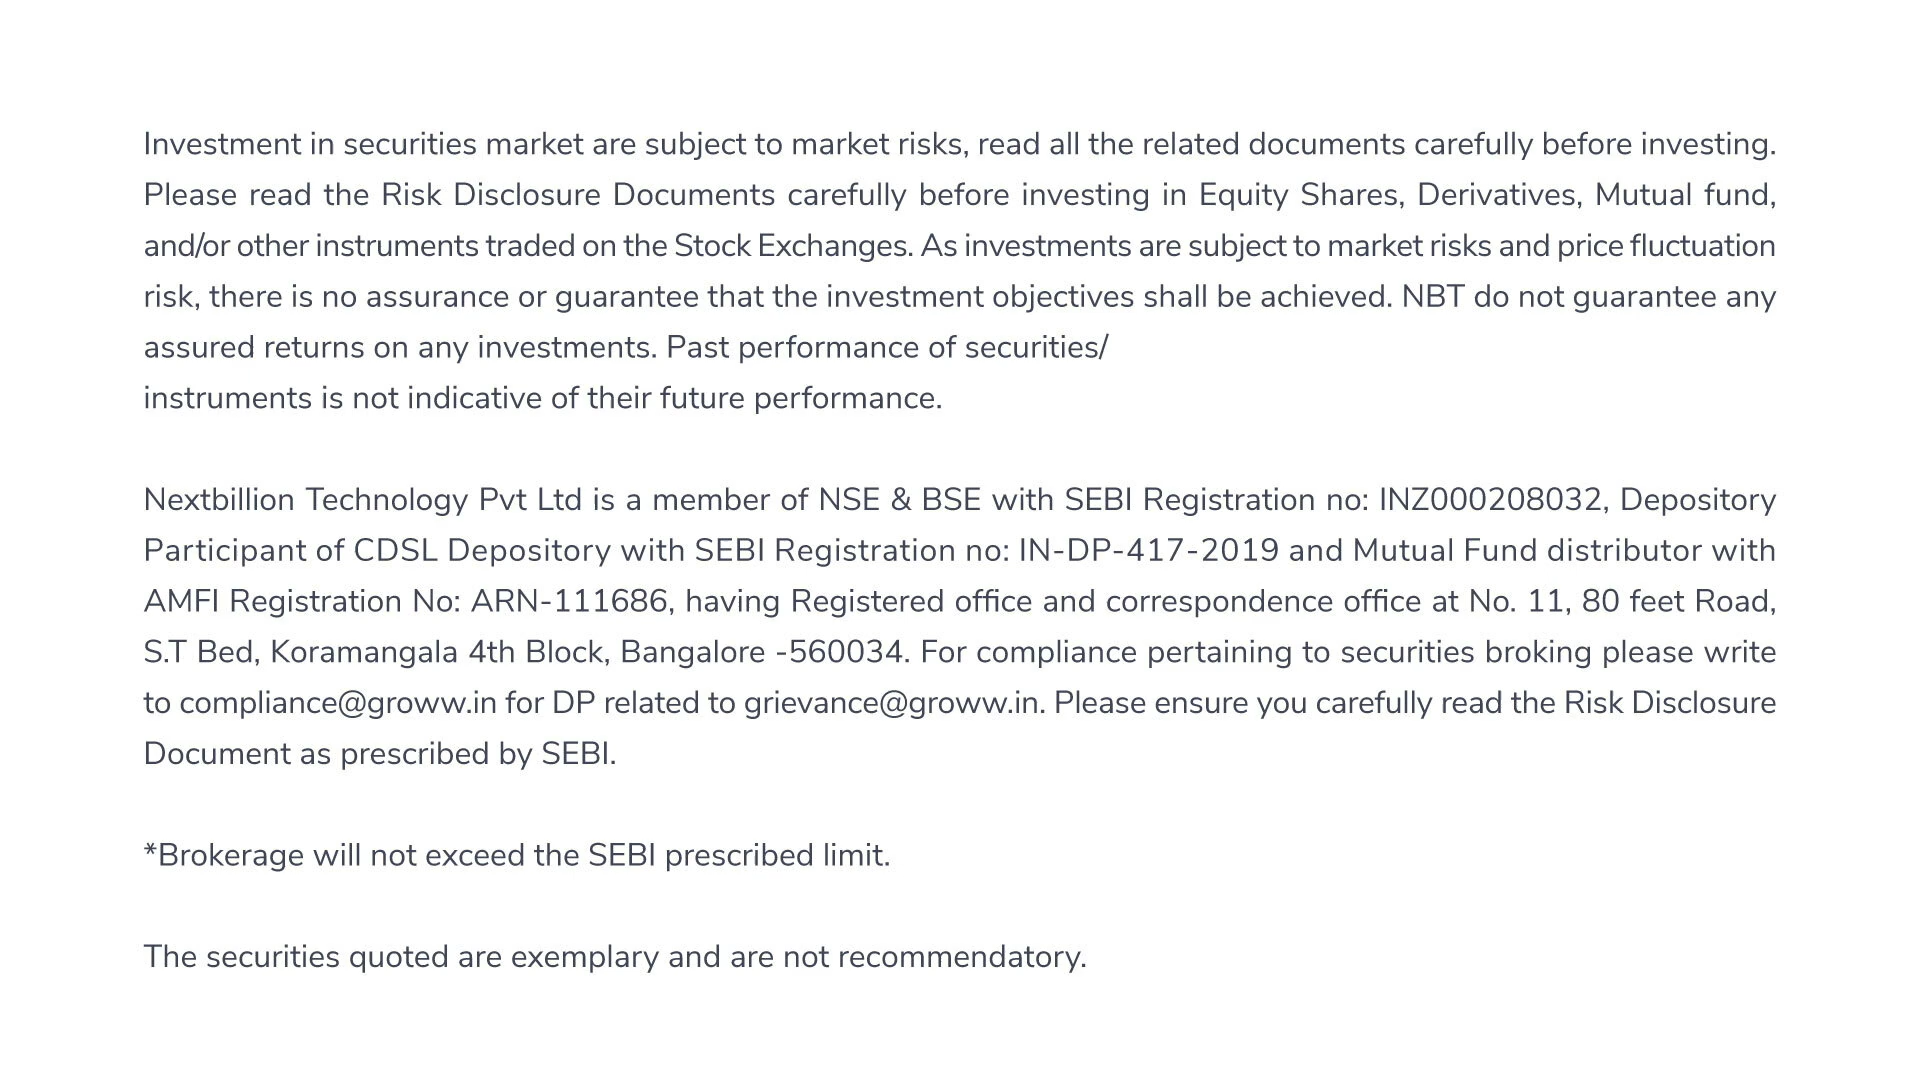 Investment in securities market are subject to market risks, read all the related documents carefully before investing.
Please read the Risk Disclosure Documents carefully before investing in Equity Shares, Derivatives, Mutual fund,
and/or other instruments traded on the Stock Exchanges. As investments are subject to market risks and price fluctuation
risk, there is no assurance or guarantee that the investment objectives shall be achieved. NBT do not guarantee any
assured returns on any investments. Past performance of securities/
instruments is not indicative of their future performance.
Nextbillion Technology Pvt Ltd is a member of NSE & BSE with SEBI Registration no: INZ000208032, Depository
Participant of CDSL Depository with SEBI Registration no: IN-DP-417-2019 and Mutual Fund distributor with
AMFI Registration No: ARN-111686, having Registered office and correspondence office at No. 11, 80 feet Road,
S.T Bed, Koramangala 4th Block, Bangalore -560034. For compliance pertaining to securities broking please write
to compliance@groww.in for DP related to grievance@groww.in. Please ensure you carefully read the Risk Disclosure
Document as prescribed by SEBI.
*Brokerage will not exceed the SEBI prescribed limit.
The securities quoted are exemplary and are not recommendatory.